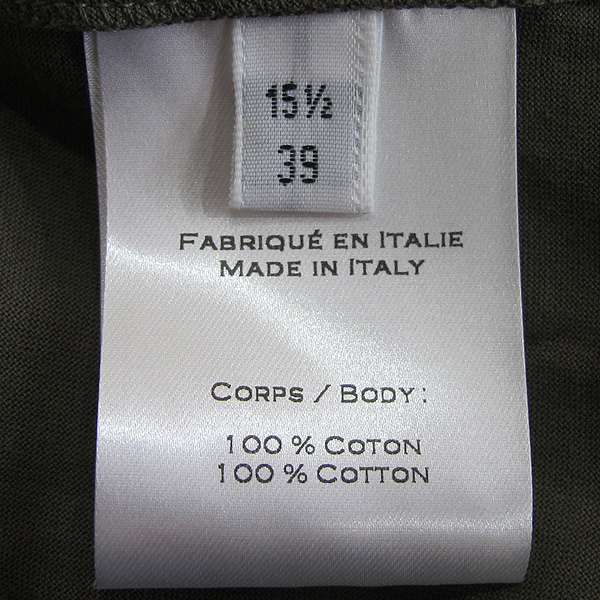 15½
39
FABRIQUÉ EN ITALIE
MADE IN ITALY
CORPS / BODY:
100 % COTON
100 % COTTON